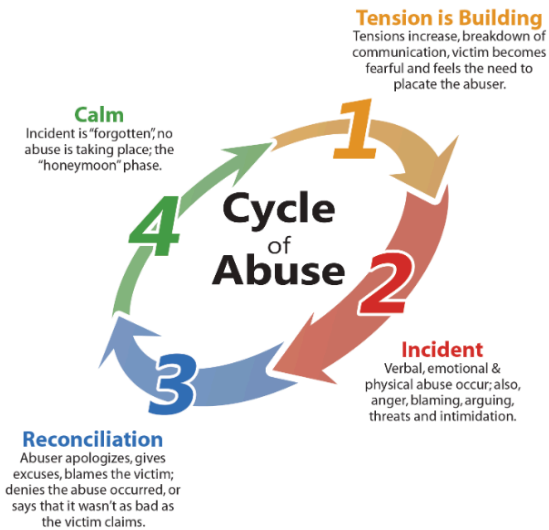 Tension is Building
Tensions increase, breakdown of
communication, victim becomes
fearful and feels the need to
placate the abuser.
1
Calm
Incident is "forgotten", no
abuse is taking place; the
"honeymoon" phase.
4
Cycle
of
Abuse
2
Incident
Verbal, emotional &
physical abuse occur; also,
anger, blaming, arguing,
threats and intimidation.
3
Reconciliation
Abuser apologizes, gives
excuses, blames the victim;
denies the abuse occurred, or
says that it wasn't as bad as
the victim claims.